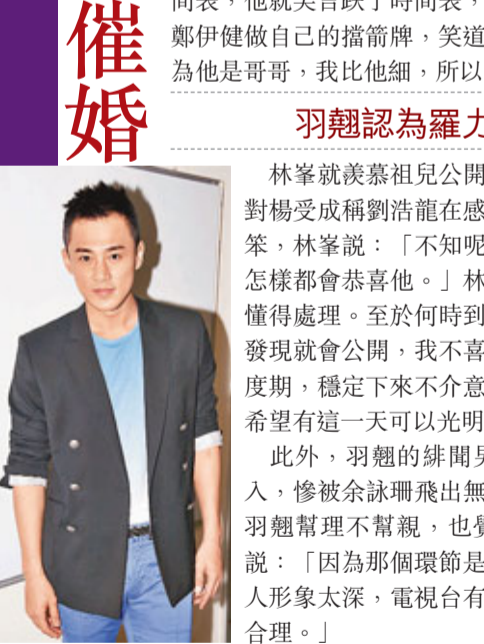 催婚
間表，他就笑言跌了時間表，
鄭伊健做自己的擋箭牌，笑道
為他是哥哥，我比他細，所以
羽翹認為羅力
林峯就羨慕祖兒公開
對楊受成稱劉浩龍在感
笨，林峯説：「不知呢
怎樣都會恭喜他。」林
懂得處理。至於何時到
發現就會公開，我不喜
度期，穩定下來不介意
希望有這一天可以光明
此外，羽翹的緋聞男
入，慘被余詠珊飛出無
羽翹幫理不幫親，也覺
説：「因為那個環節是
人形象太深，電視台有
合理。」